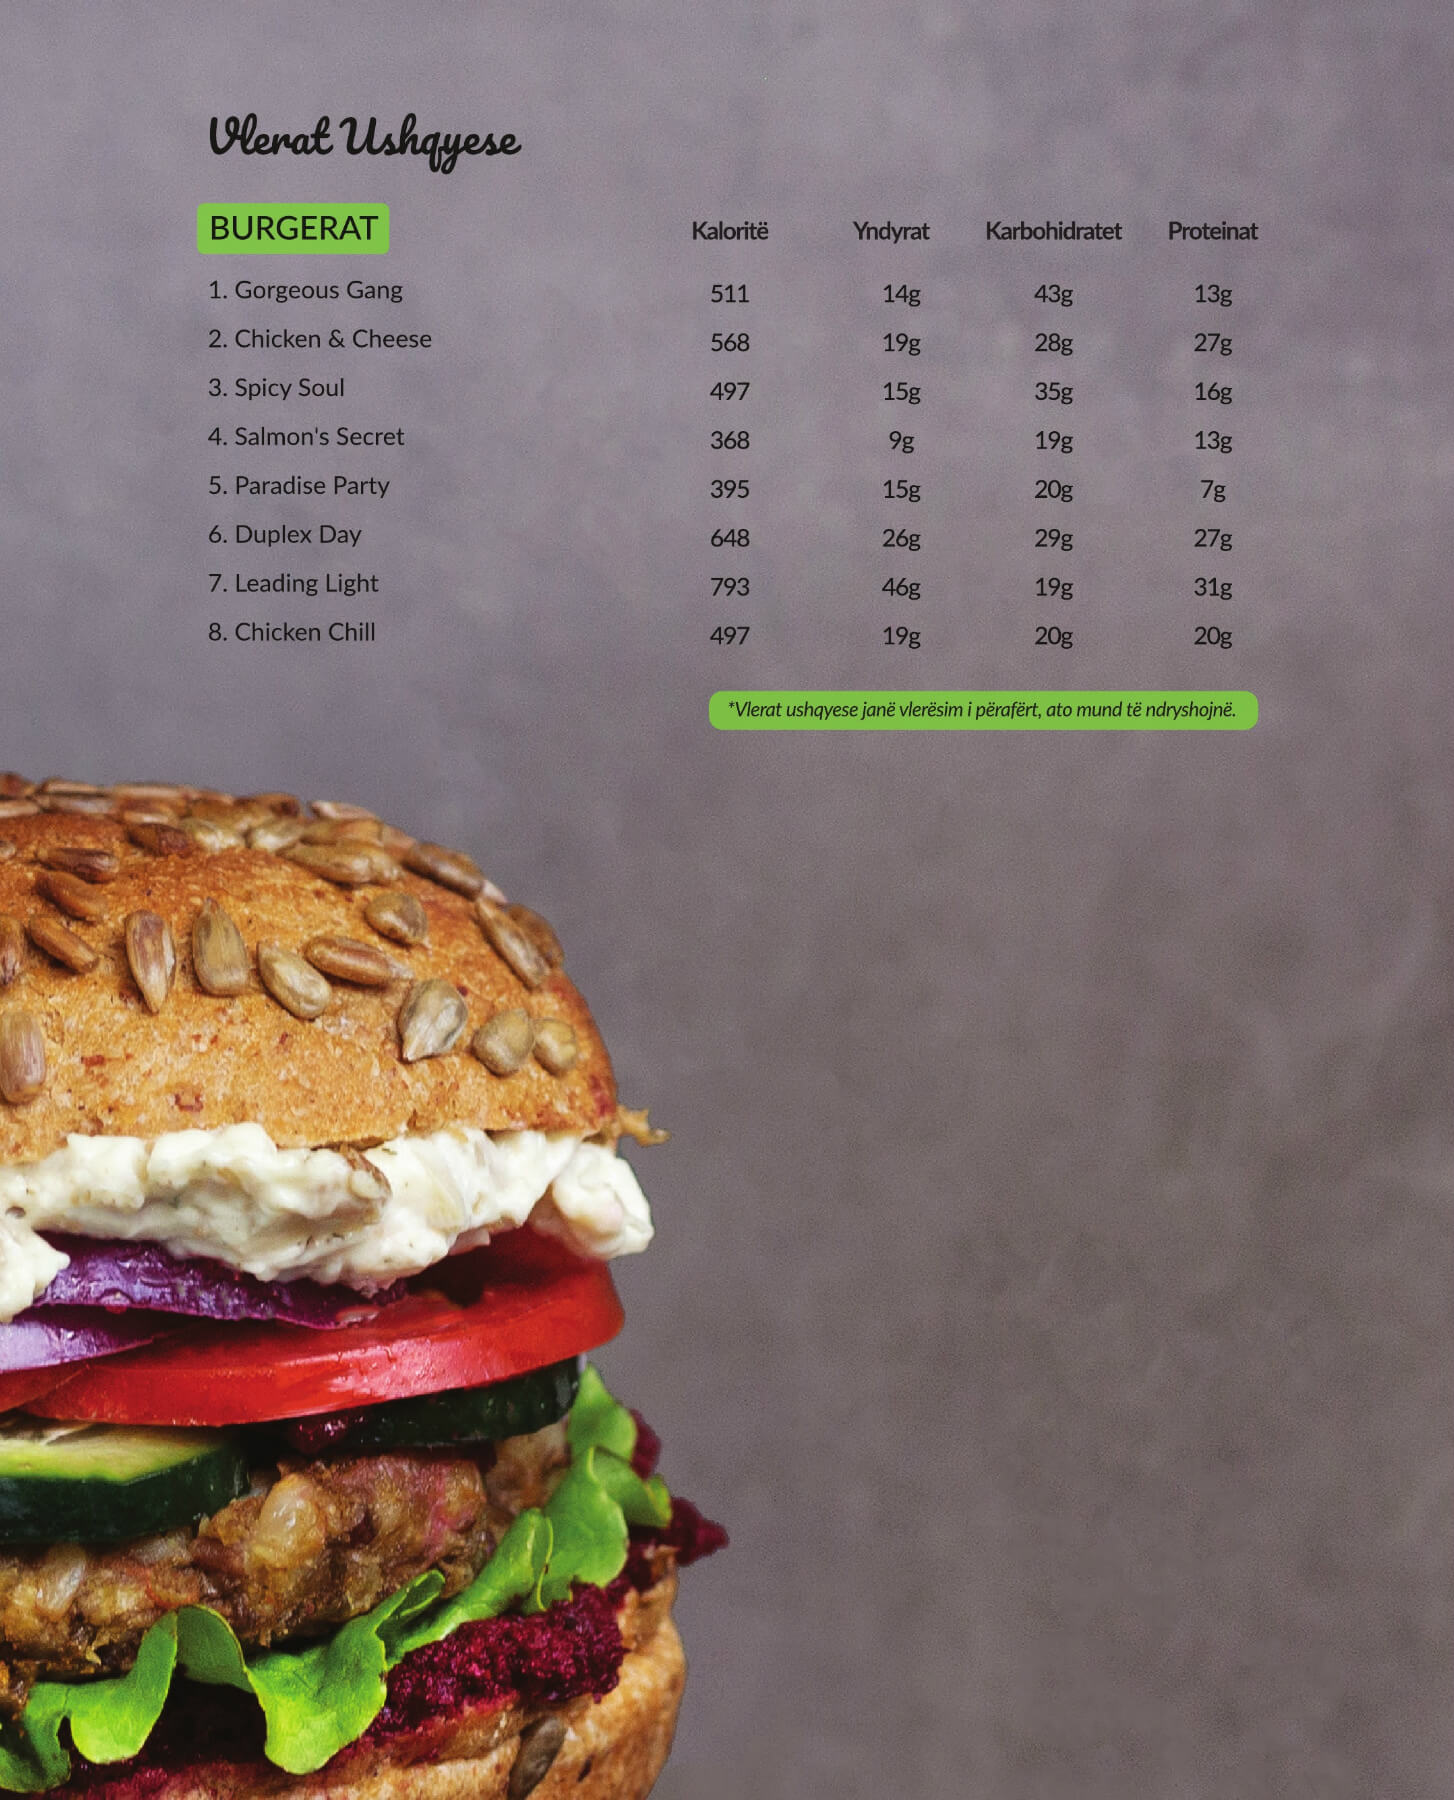 Vlerat Ushqyese
BURGERAT Kaloritë Yndyrat Karbohidratet Proteinat
1. Gorgeous Gang 511 14g 43g 13g
2. Chicken & Cheese 568 19g 28g 27g
3. Spicy Soul 497 15g 35g 16g
4. Salmon's Secret 368 9g 19g 13g
5. Paradise Party 395 15g 20g 7g
6. Duplex Day 648 26g 29g 27g
7. Leading Light 793 46g 19g 31g
8. Chicken Chill 497 19g 20g 20g
*Vlerat ushqyese janë vlerësim i përafërt, ato mund të ndryshojnë.